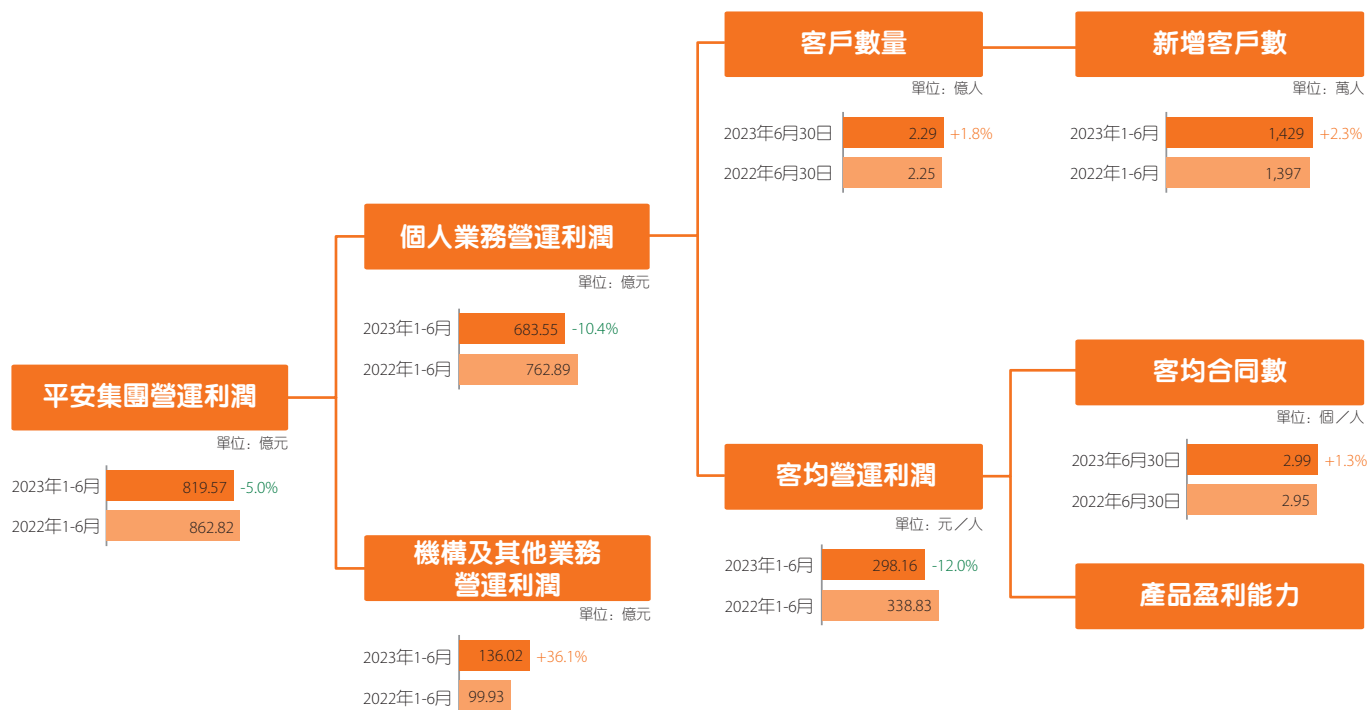 平安集團營運利潤
單位：億元
2023年1-6月 819.57 -5.0%
2022年1-6月 862.82
個人業務營運利潤
單位：億元
2023年1-6月 683.55 -10.4%
2022年1-6月 762.89
機構及其他業務
營運利潤
單位：億元
2023年1-6月 136.02 +36.1%
2022年1-6月 99.93
客戶數量
單位：億人
2023年6月30日 2.29 +1.8%
2022年6月30日 2.25
新增客戶數
單位：萬人
2023年1-6月 1,429 +2.3%
2022年1-6月 1,397
客均營運利潤
單位：元／人
2023年1-6月 298.16 -12.0%
2022年1-6月 338.83
客均合同數
單位：個／人
2023年6月30日 2.99 +1.3%
2022年6月30日 2.95
產品盈利能力